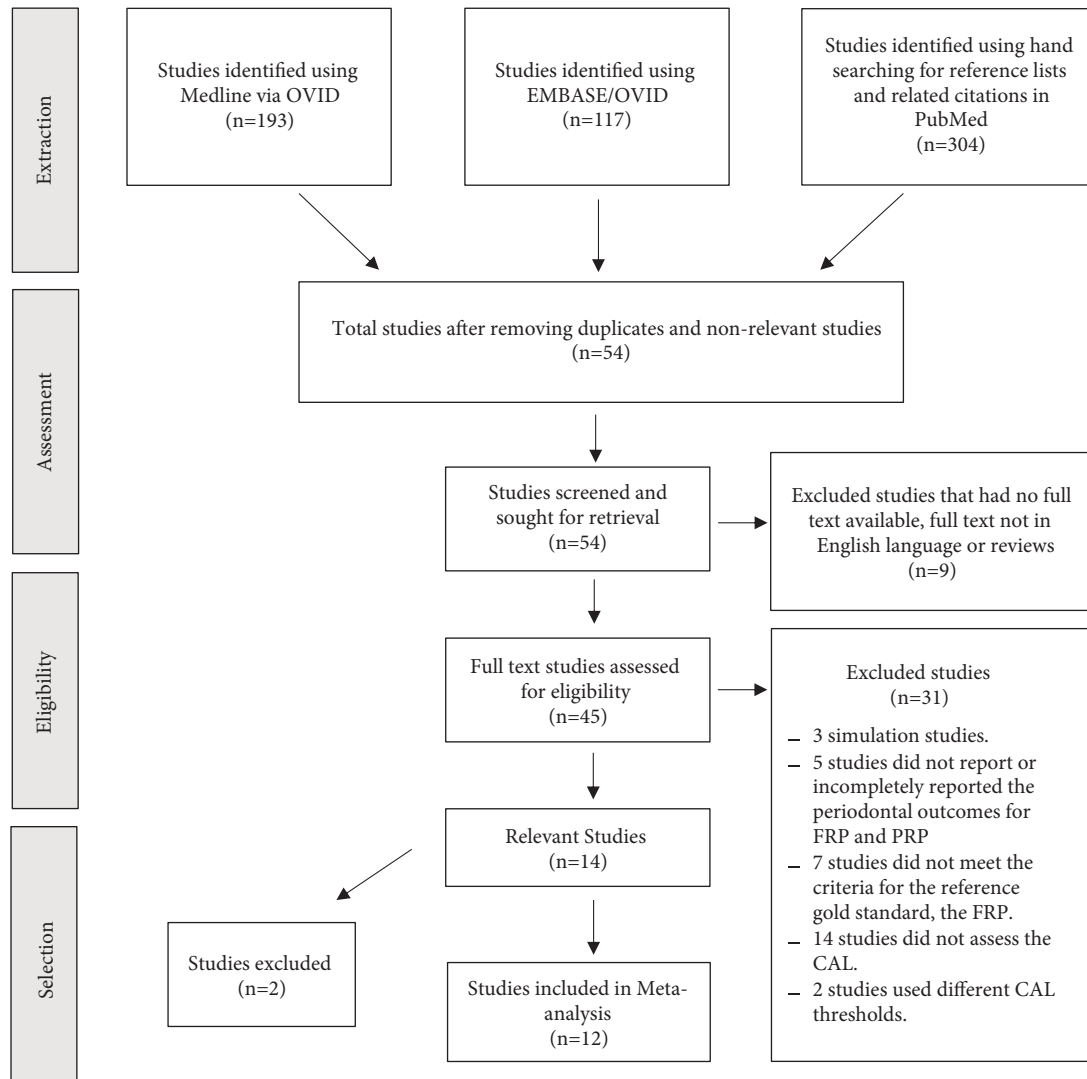 Extraction
Studies identified using
Medline via OVID
(n=193)
Studies identified using
EMBASE/OVID
(n=117)
Studies identified using hand
searching for reference lists
and related citations in
PubMed
(n=304)
Assessment
Total studies after removing duplicates and non-relevant studies
(n=54)
Studies screened and
sought for retrieval
(n=54)
Excluded studies that had no full
text available, full text not in
English language or reviews
(n=9)
Eligibility
Full text studies assessed
for eligibility
(n=45)
Excluded studies
(n=31)
– 3 simulation studies.
– 5 studies did not report or
incompletely reported the
periodontal outcomes for
FRP and PRP
– 7 studies did not meet the
criteria for the reference
gold standard, the FRP.
– 14 studies did not assess the
CAL.
– 2 studies used different CAL
thresholds.
Selection
Relevant Studies
(n=14)
Studies excluded
(n=2)
Studies included in Meta-
analysis
(n=12)